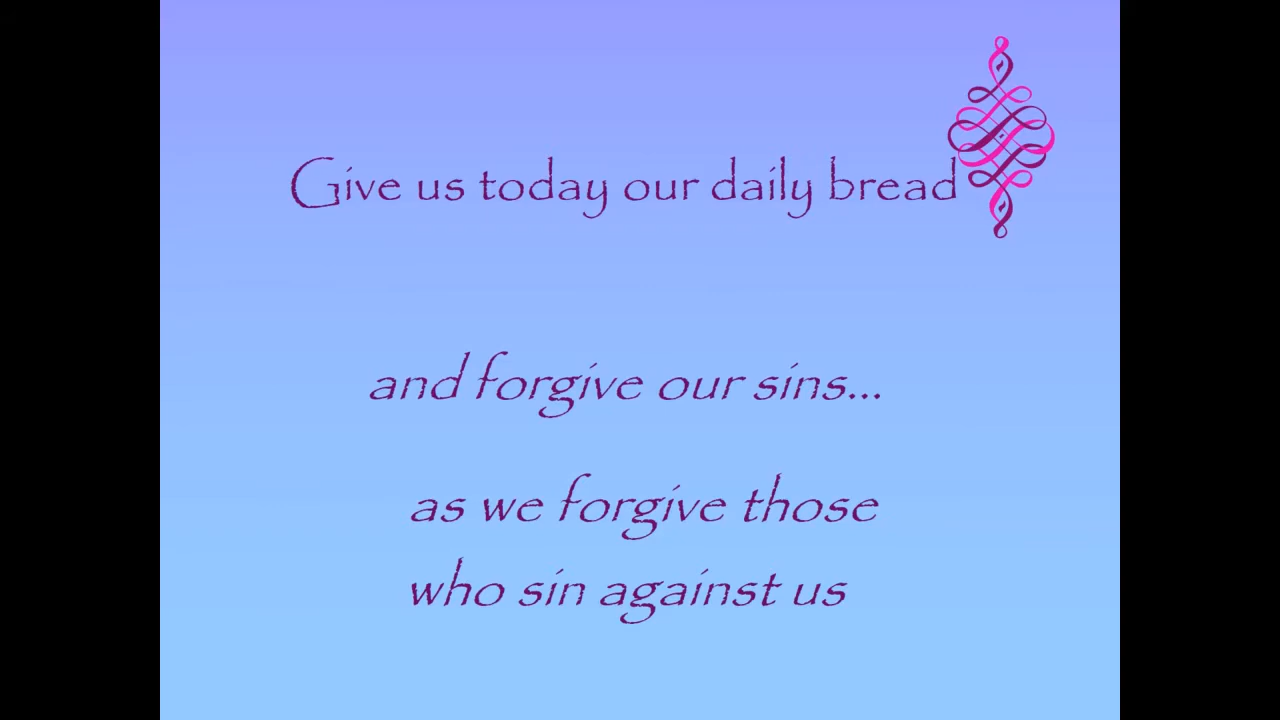 Give us today our daily bread
and forgive our sins...
as we forgive those
who sin against us